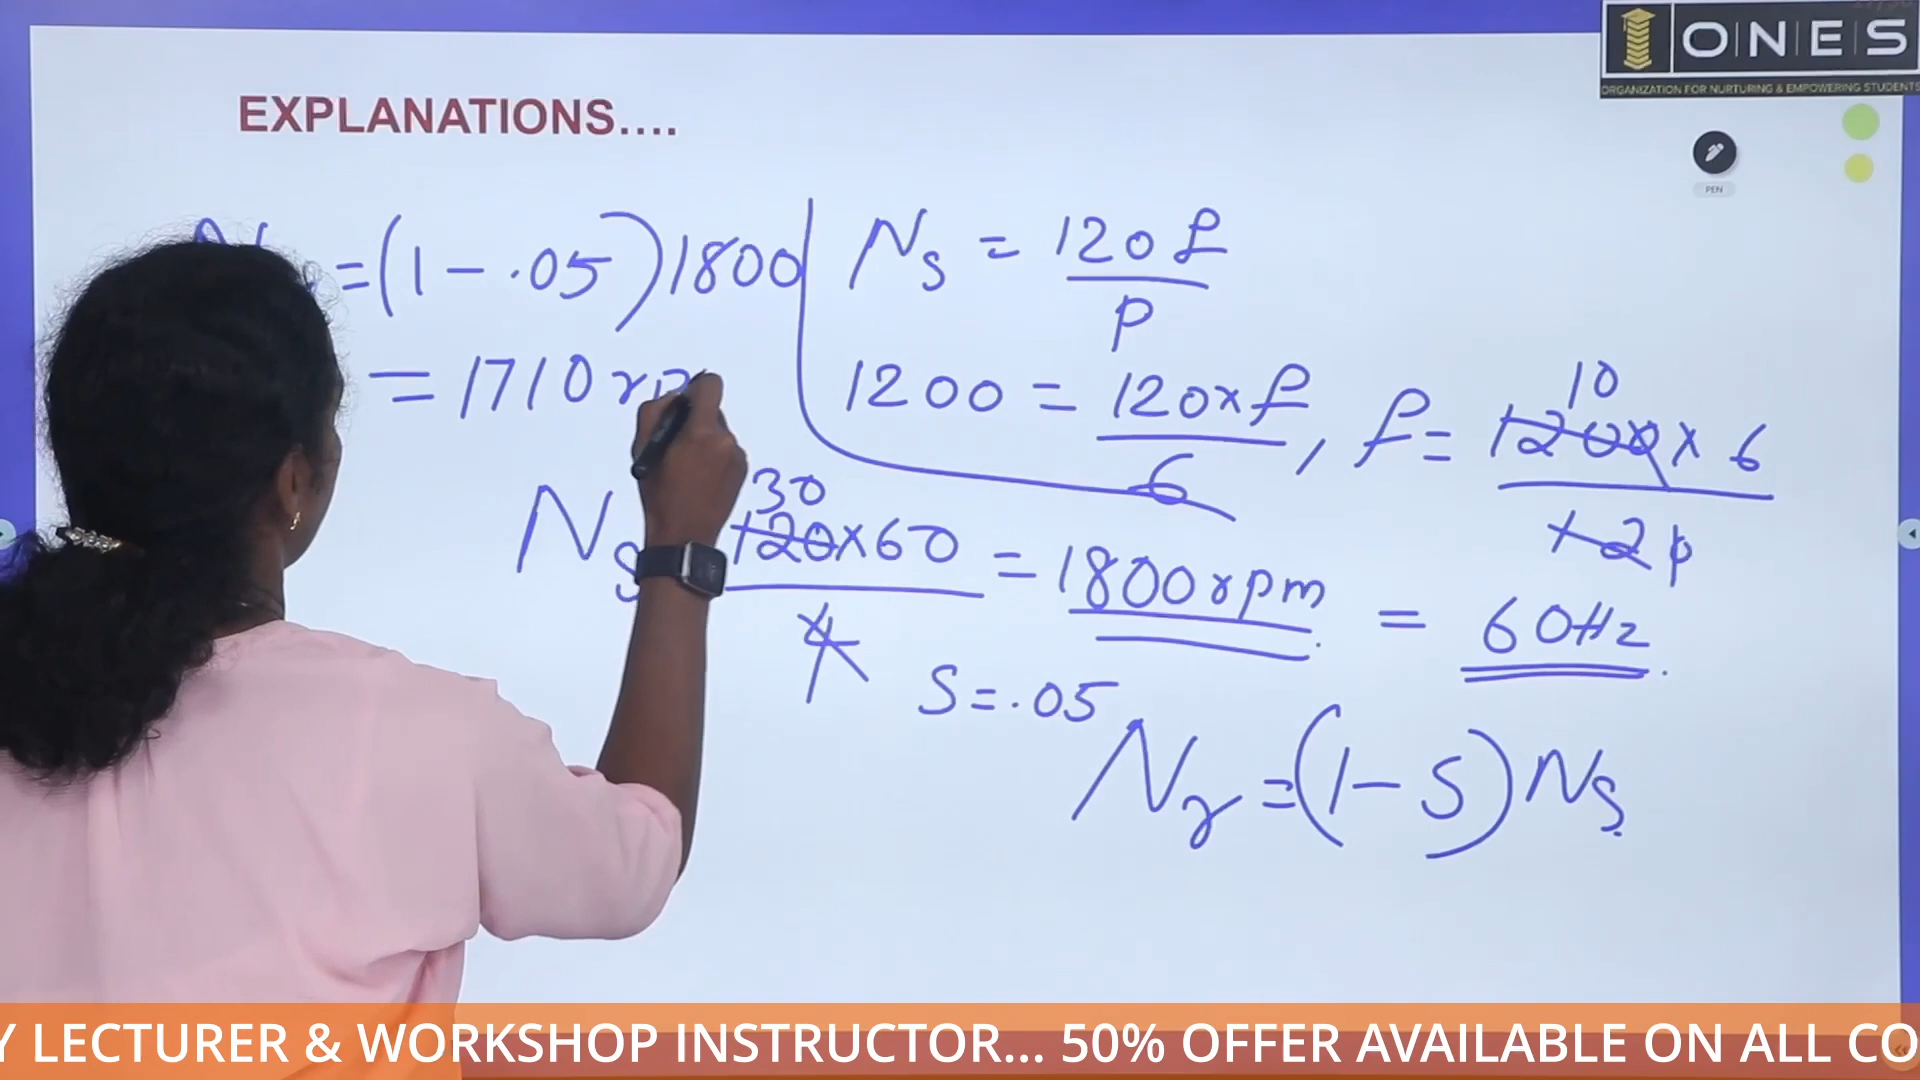 ONES
ORGANIZATION FOR NURTURING & EMPOWERING STUDENTS
EXPLANATIONS....
PEN
= (1 - .05) 1800
= 1710
Ns = 120 f / P
1200 = 120 x f / 6 , f = 1200 x 6 / 120
10
30
Ns 120 x 60 / 4 = 1800 rpm
= 60Hz
S = .05
Nr = (1 - S) Ns
Y LECTURER & WORKSHOP INSTRUCTOR... 50% OFFER AVAILABLE ON ALL CO